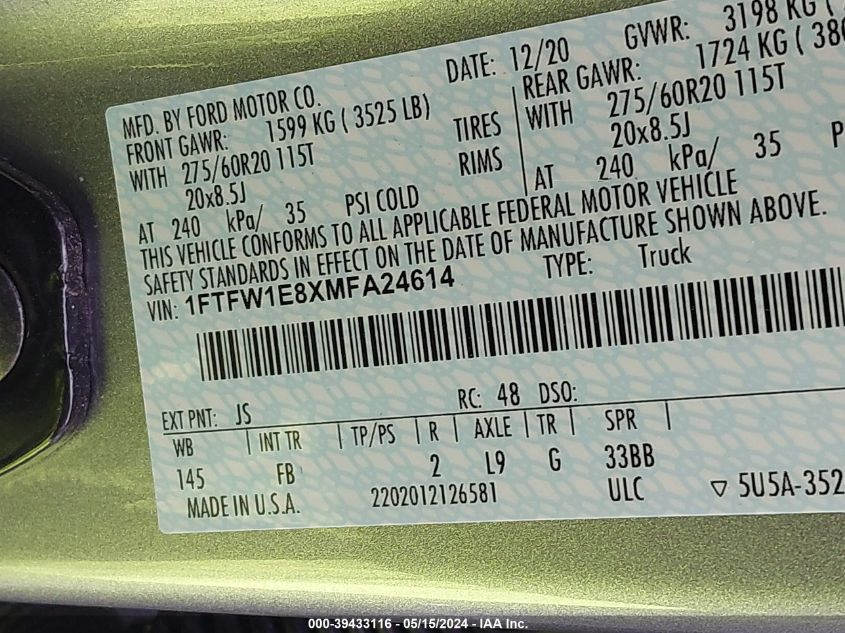 MFD. BY FORD MOTOR CO. DATE: 12/20 GVWR: 3198 KG (
FRONT GAWR: 1599 KG ( 3525 LB) REAR GAWR: 1724 KG ( 380
WITH 275/60R20 115T TIRES WITH 275/60R20 115T
20x8.5J RIMS 20x8.5J
AT 240 kPa/ 35 PSI COLD AT 240 kPa/ 35 P
THIS VEHICLE CONFORMS TO ALL APPLICABLE FEDERAL MOTOR VEHICLE
SAFETY STANDARDS IN EFFECT ON THE DATE OF MANUFACTURE SHOWN ABOVE.
VIN: 1FTFW1E8XMFA24614 TYPE: Truck
EXT PNT: JS RC: 48 DSO:
WB INT TR TP/PS R AXLE TR SPR
145 FB 2 L9 G 33BB
MADE IN U.S.A. 2202012126581 ULC ▽ 5U5A-352
000-39433116 - 05/15/2024 - IAA Inc.